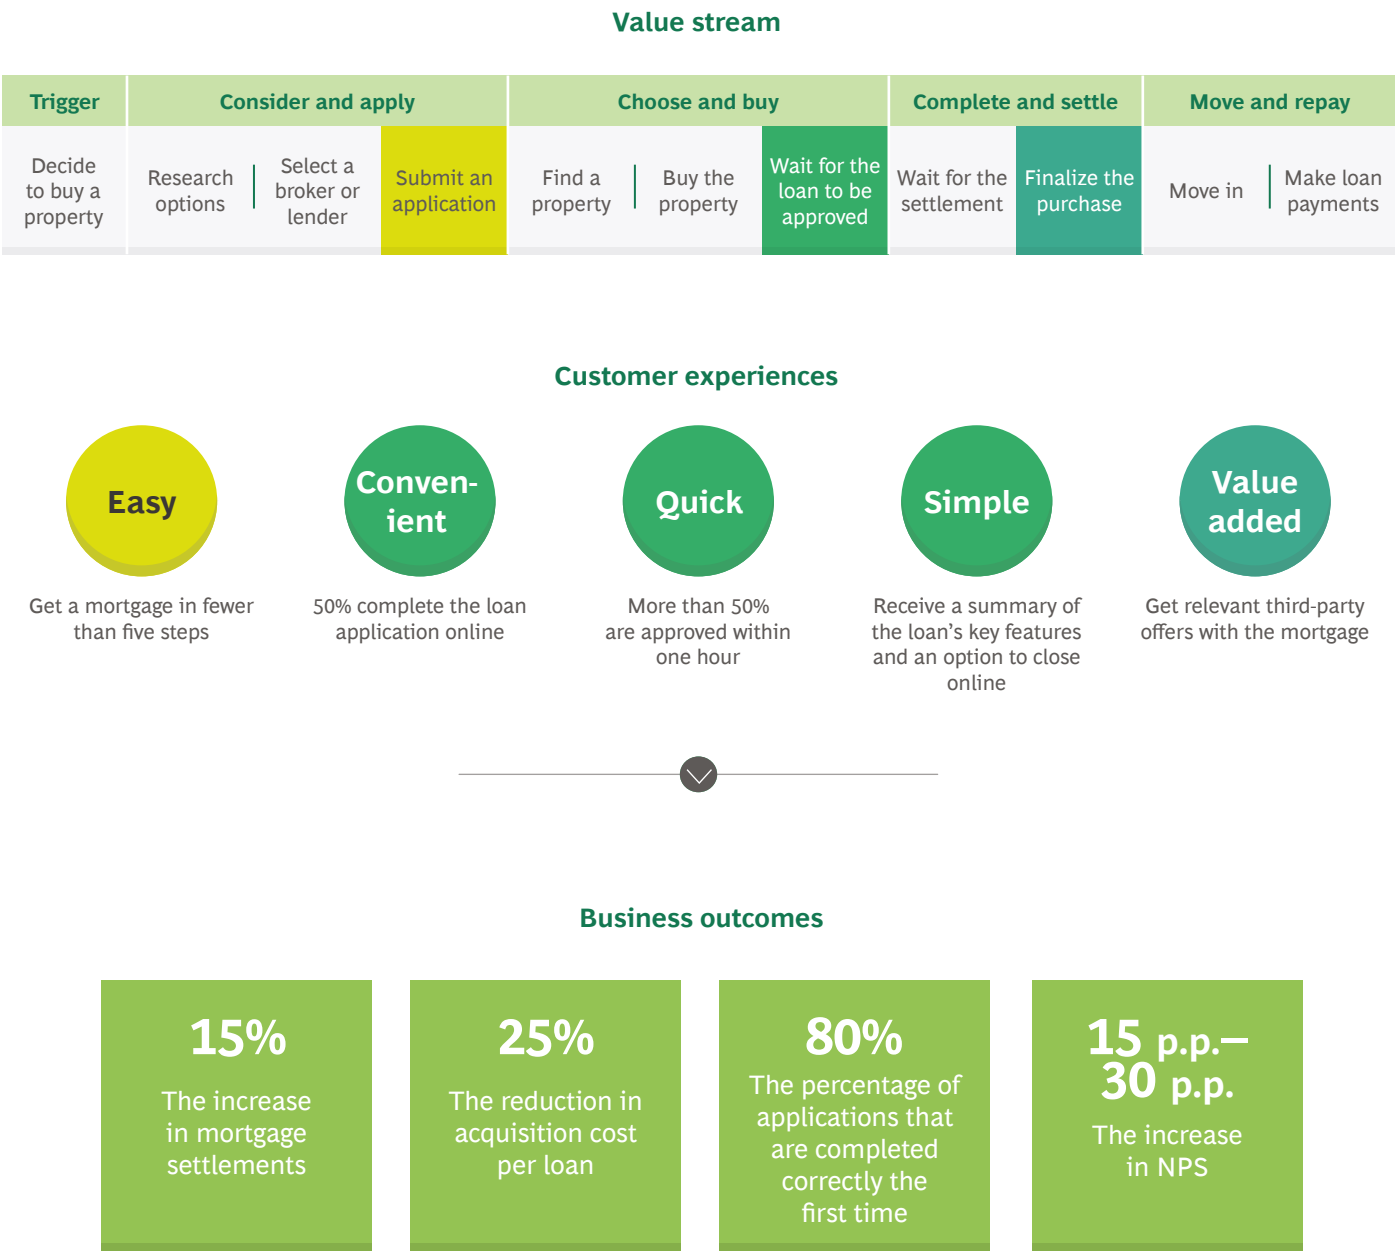 Value stream
Trigger
Consider and apply
Choose and buy
Complete and settle
Move and repay
Decide
to buy a
property
Research
options
Select a
broker or
lender
Submit an
application
Find a
property
Buy the
property
Wait for the
loan to be
approved
Wait for the
settlement
Finalize the
purchase
Move in
Make loan
payments
Customer experiences
Easy
Get a mortgage in fewer
than five steps
Conven-
ient
50% complete the loan
application online
Quick
More than 50%
are approved within
one hour
Simple
Receive a summary of
the loan’s key features
and an option to close
online
Value
added
Get relevant third-party
offers with the mortgage
Business outcomes
15%
The increase
in mortgage
settlements
25%
The reduction in
acquisition cost
per loan
80%
The percentage of
applications that
are completed
correctly the
first time
15 p.p.–
30 p.p.
The increase
in NPS